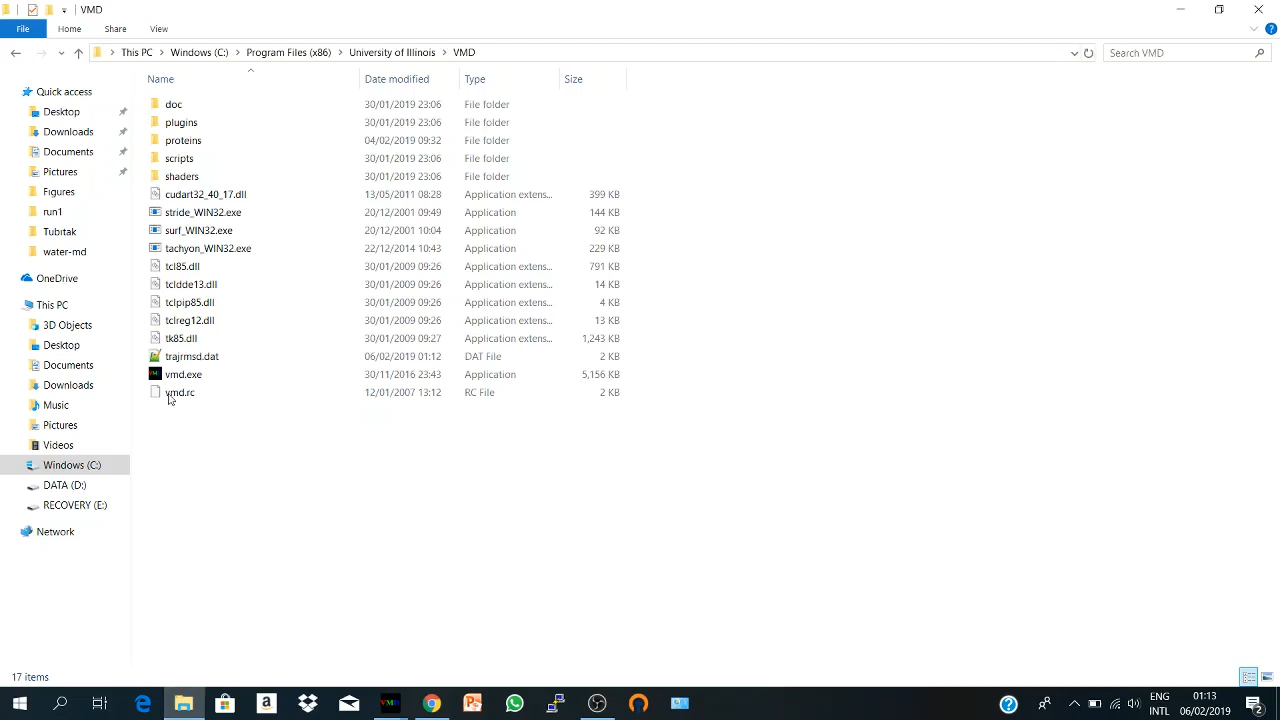 VMD
File Home Share View
This PC Windows (C:) Program Files (x86) University of Illinois VMD Search VMD
Name Date modified Type Size
Quick access
Desktop
Downloads
Documents
Pictures
Figures
run1
Tubıtak
water-md
OneDrive
This PC
3D Objects
Desktop
Documents
Downloads
Music
Pictures
Videos
Windows (C:)
DATA (D:)
RECOVERY (E:)
Network
doc 30/01/2019 23:06 File folder
plugins 30/01/2019 23:06 File folder
proteins 04/02/2019 09:32 File folder
scripts 30/01/2019 23:06 File folder
shaders 30/01/2019 23:06 File folder
cudart32_40_17.dll 13/05/2011 08:28 Application extens... 399 KB
stride_WIN32.exe 20/12/2001 09:49 Application 144 KB
surf_WIN32.exe 20/12/2001 10:04 Application 92 KB
tachyon_WIN32.exe 22/12/2014 10:43 Application 229 KB
tcl85.dll 30/01/2009 09:26 Application extens... 791 KB
tcldde13.dll 30/01/2009 09:26 Application extens... 14 KB
tclpip85.dll 30/01/2009 09:26 Application extens... 4 KB
tclreg12.dll 30/01/2009 09:26 Application extens... 13 KB
tk85.dll 30/01/2009 09:27 Application extens... 1,243 KB
trajrmsd.dat 06/02/2019 01:12 DAT File 2 KB
vmd.exe 30/11/2016 23:43 Application 5,156 KB
vmd.rc 12/01/2007 13:12 RC File 2 KB
17 items
ENG 01:13
INTL 06/02/2019 2